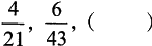 4/21, 6/43, (　　)